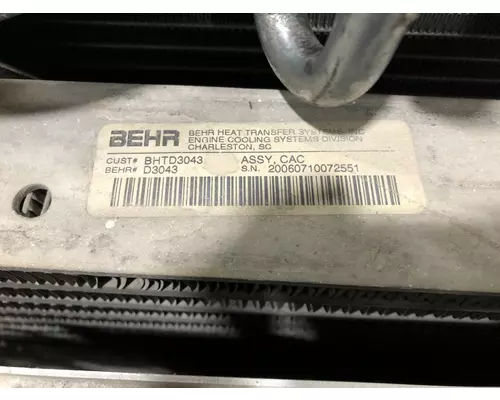 BEHR
BEHR HEAT TRANSFER SYSTEMS, INC
ENGINE COOLING SYSTEMS DIVISION
CHARLESTON, SC
CUST# BHTD3043 ASSY, CAC
BEHR# D3043 S.N. 20060710072551